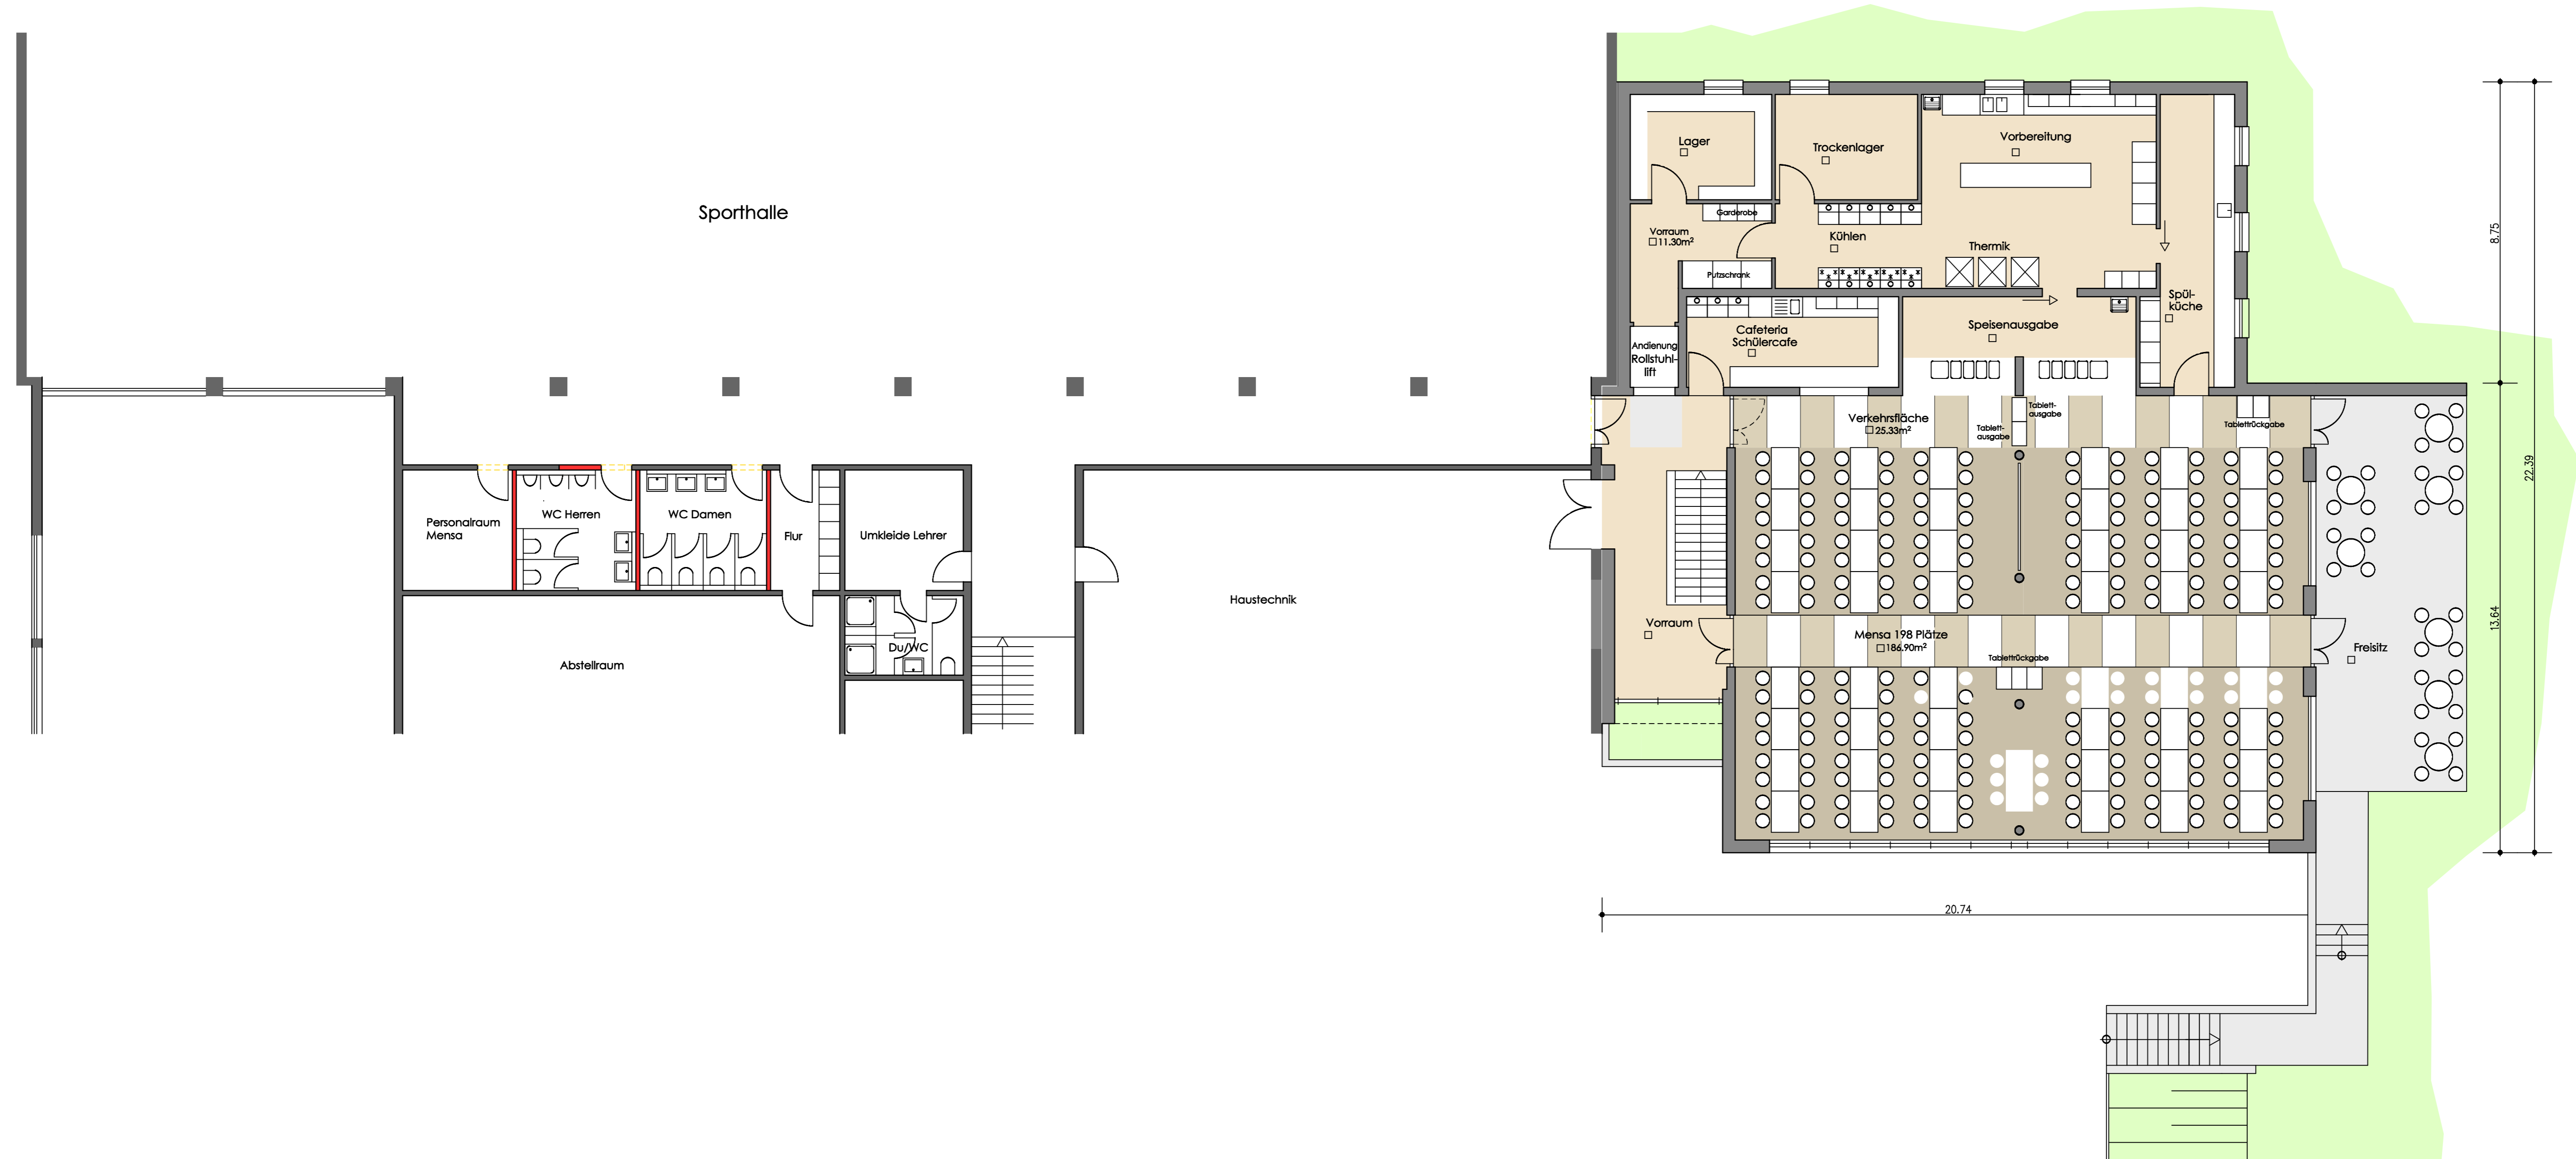 Sporthalle
Lager
Trockenlager
Vorbereitung
Garderobe
Vorraum
11.30m²
Kühlen
Thermik
Putzschrank
Spül-
küche
Speisenausgabe
Cafeteria
Schülercafe
Andienung
Rollstuhl-
lift
8.75
22.39
13.64
Verkehrsfläche
25.33m²
Tablett-
ausgabe
Tablett-
ausgabe
Tablettrückgabe
Personalraum
Mensa
WC Herren
WC Damen
Flur
Umkleide Lehrer
Haustechnik
Abstellraum
Du/WC
Vorraum
Mensa 198 Plätze
186.90m²
Tablettrückgabe
Freisitz
20.74